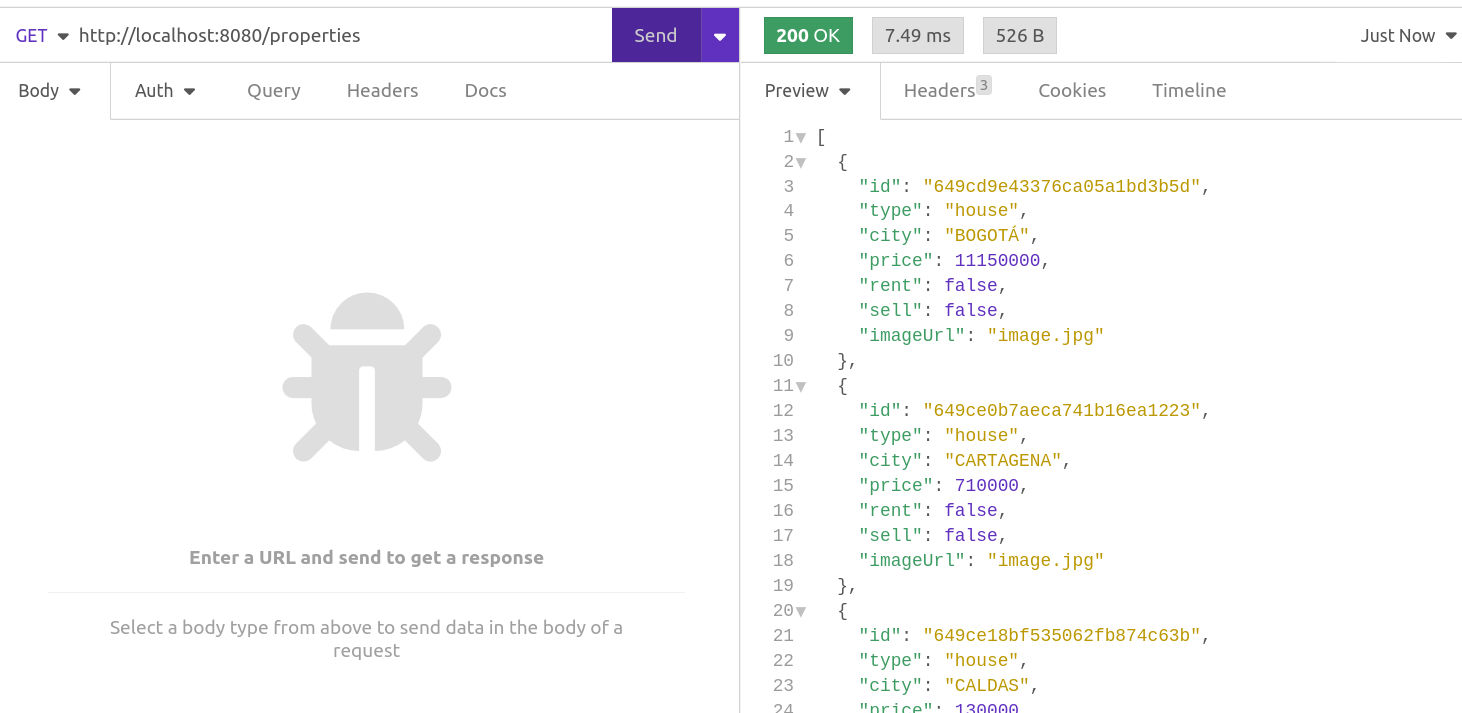 GET http://localhost:8080/properties Send 200 OK 7.49 ms 526 B Just Now
Body Auth Query Headers Docs Preview Headers 3 Cookies Timeline
Enter a URL and send to get a response
Select a body type from above to send data in the body of a
request
1 [
2 {
3 "id": "649cd9e43376ca05a1bd3b5d",
4 "type": "house",
5 "city": "BOGOTÁ",
6 "price": 11150000,
7 "rent": false,
8 "sell": false,
9 "imageUrl": "image.jpg"
10 },
11 {
12 "id": "649ce0b7aeca741b16ea1223",
13 "type": "house",
14 "city": "CARTAGENA",
15 "price": 710000,
16 "rent": false,
17 "sell": false,
18 "imageUrl": "image.jpg"
19 },
20 {
21 "id": "649ce18bf535062fb874c63b",
22 "type": "house",
23 "city": "CALDAS",
24 "price": 130000